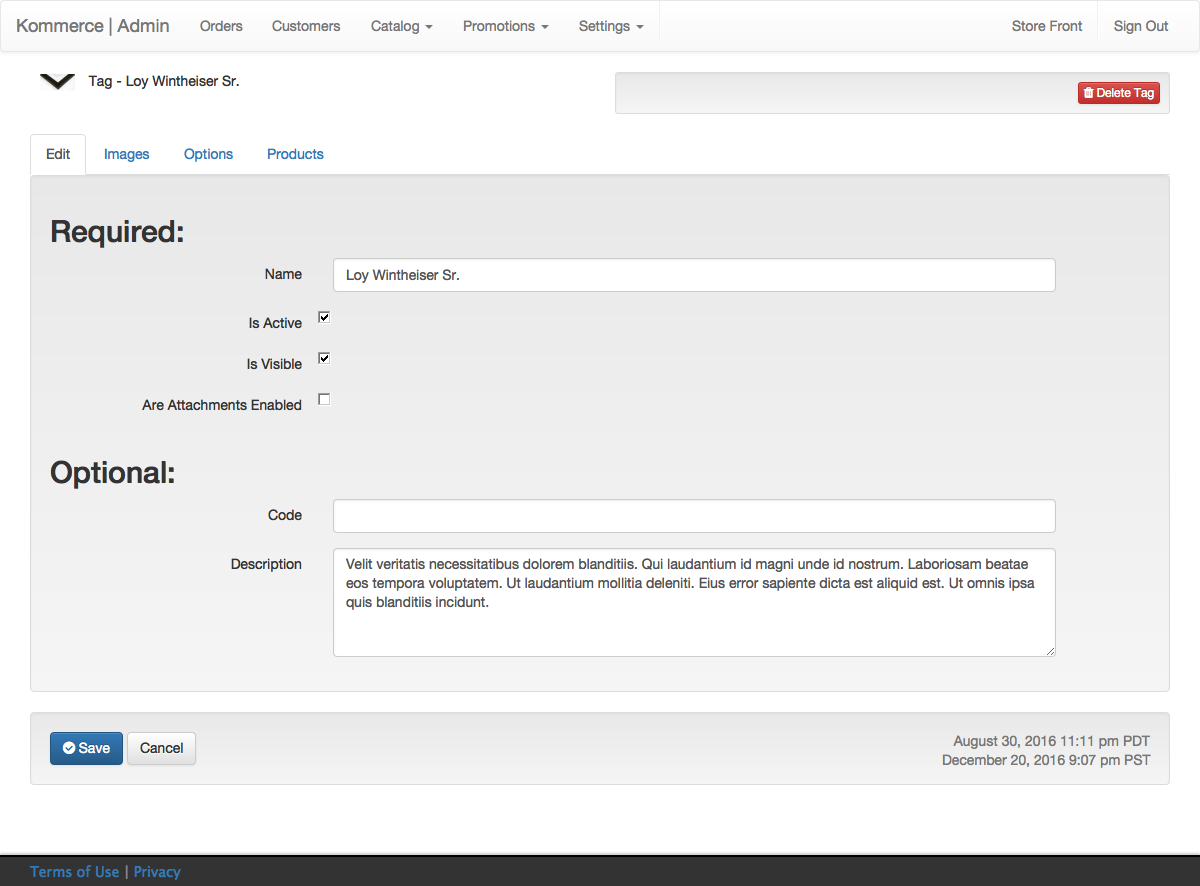 Kommerce | Admin Orders Customers Catalog Promotions Settings Store Front Sign Out
Tag - Loy Wintheiser Sr.
Delete Tag
Edit Images Options Products
Required:
Name Loy Wintheiser Sr.
Is Active
Is Visible
Are Attachments Enabled
Optional:
Code
Description
Velit veritatis necessitatibus dolorem blanditiis. Qui laudantium id magni unde id nostrum. Laboriosam beatae
eos tempora voluptatem. Ut laudantium mollitia deleniti. Eius error sapiente dicta est aliquid est. Ut omnis ipsa
quis blanditiis incidunt.
Save Cancel
August 30, 2016 11:11 pm PDT
December 20, 2016 9:07 pm PST
Terms of Use | Privacy